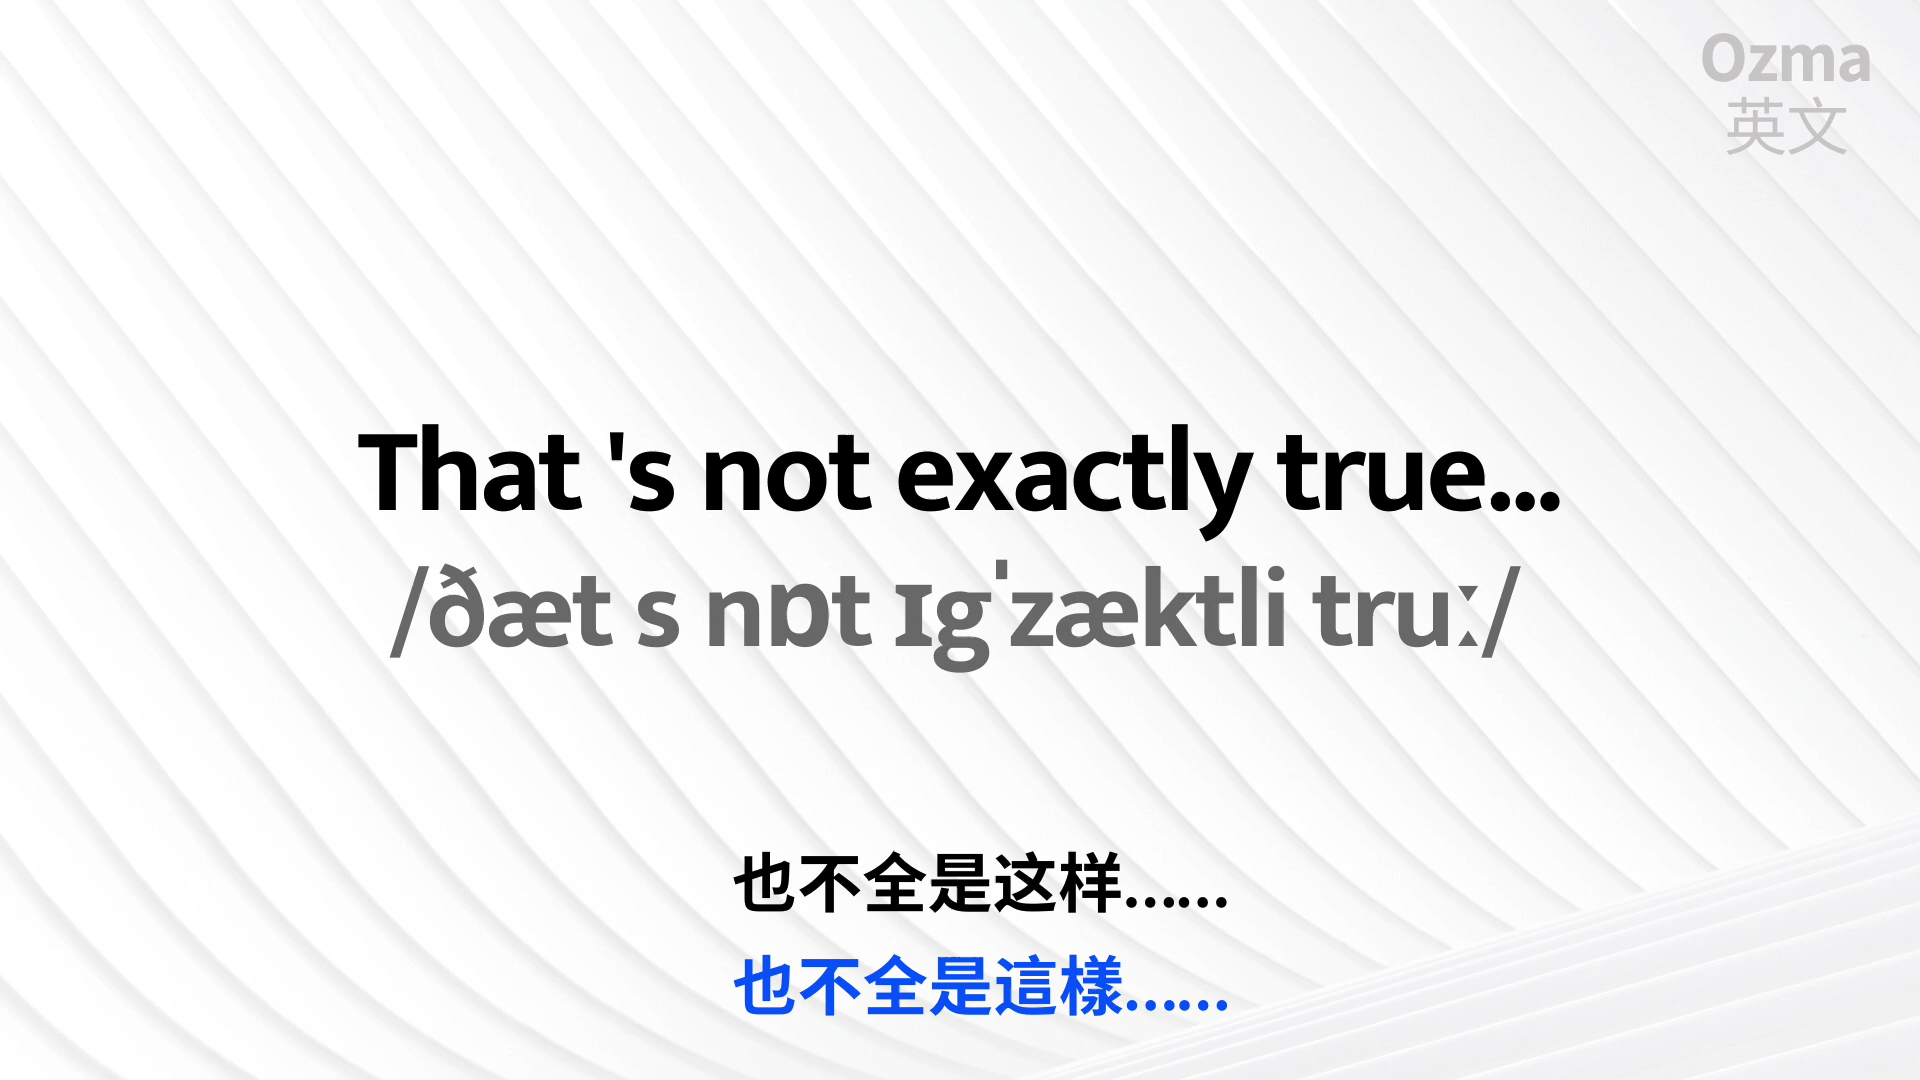 Ozma
英文
That 's not exactly true...
/ðæt s nɒt ɪgˈzæktli truː/
也不全是这样……
也不全是這樣……